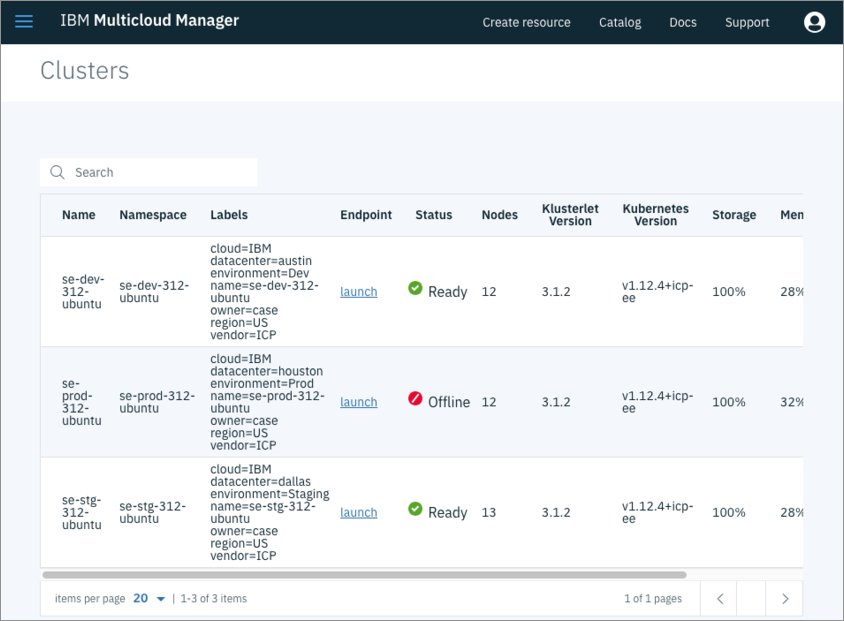 IBM Multicloud Manager
Create resource Catalog Docs Support
Clusters
Search
Name Namespace Labels Endpoint Status Nodes Klusterlet Version Kubernetes Version Storage
se-dev-
312-
ubuntu
se-dev-312-
ubuntu
cloud=IBM
datacenter=austin
environment=Dev
name=se-dev-312-
ubuntu
owner=case
region=US
vendor=ICP
launch
Ready
12
3.1.2
v1.12.4+icp-
ee
100%
28%
se-
prod-
312-
ubuntu
se-prod-312-
ubuntu
cloud=IBM
datacenter=houston
environment=Prod
name=se-prod-312-
ubuntu
owner=case
region=US
vendor=ICP
launch
Offline
12
3.1.2
v1.12.4+icp-
ee
100%
32%
se-stg-
312-
ubuntu
se-stg-312-
ubuntu
cloud=IBM
datacenter=dallas
environment=Staging
name=se-stg-312-
ubuntu
owner=case
region=US
vendor=ICP
launch
Ready
13
3.1.2
v1.12.4+icp-
ee
100%
28%
items per page 20 | 1-3 of 3 items
1 of 1 pages